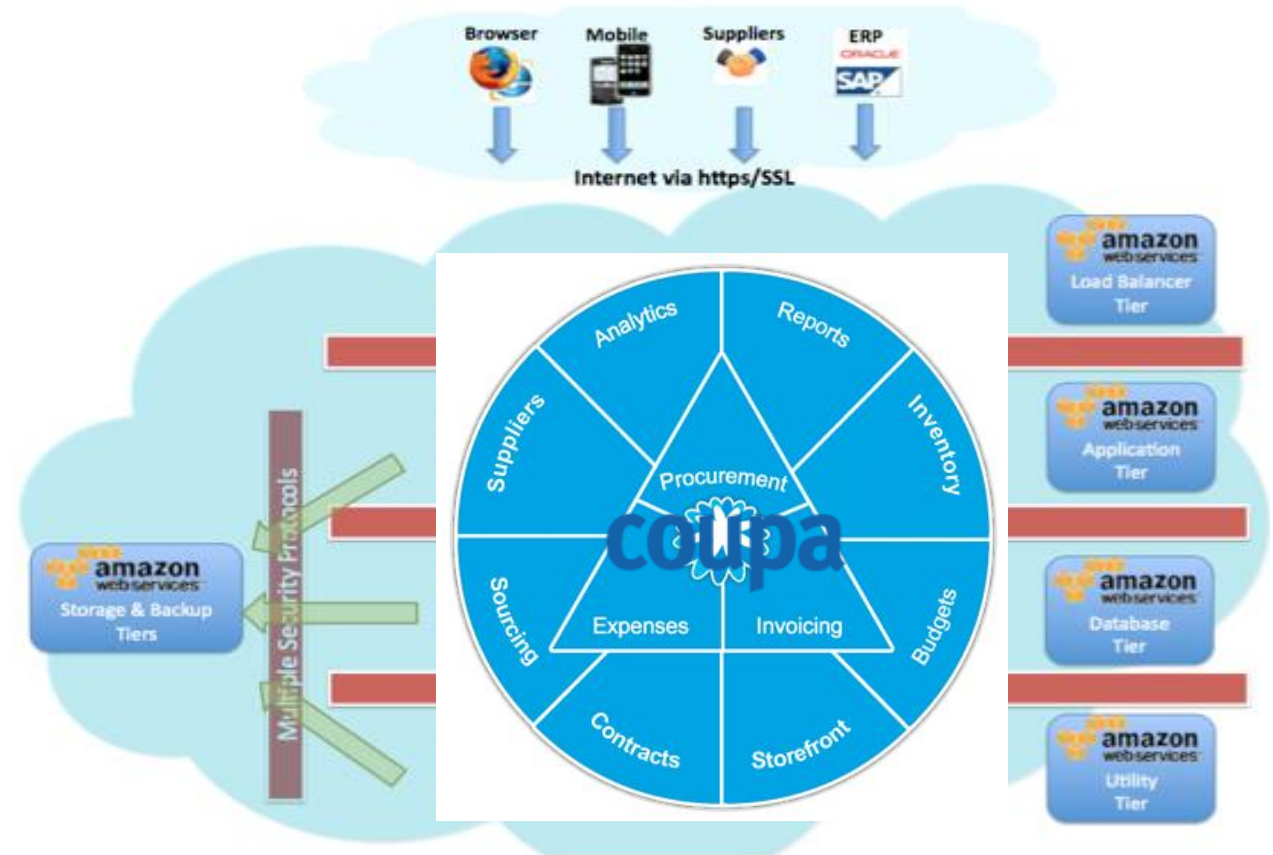 Browser
Mobile
Suppliers
ERP
ORACLE
SAP
Internet via https/SSL
amazon
webservices
Load Balancer
Tier
amazon
webservices
Application
Tier
amazon
webservices
Database
Tier
amazon
webservices
Utility
Tier
amazon
webservices
Storage & Backup
Tiers
Multiple Security Protocols
Analytics
Reports
Suppliers
Inventory
Procurement
coupa
Sourcing
Expenses
Invoicing
Budgets
Contracts
Storefront